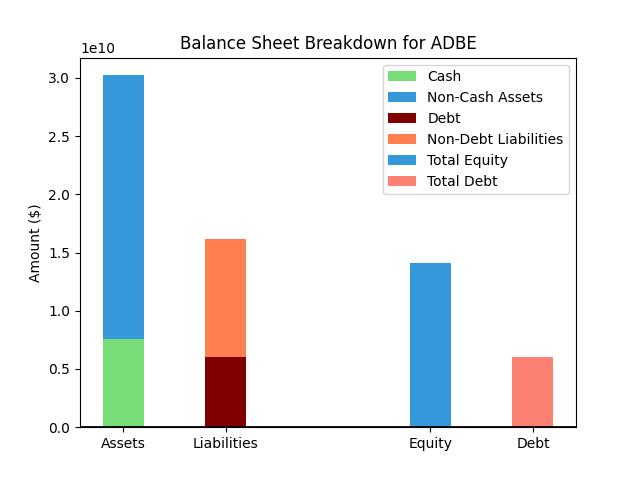 Balance Sheet Breakdown for ADBE
1e10
3.0
2.5
2.0
1.5
1.0
0.5
0.0
Amount ($)
Cash
Non-Cash Assets
Debt
Non-Debt Liabilities
Total Equity
Total Debt
Assets
Liabilities
Equity
Debt